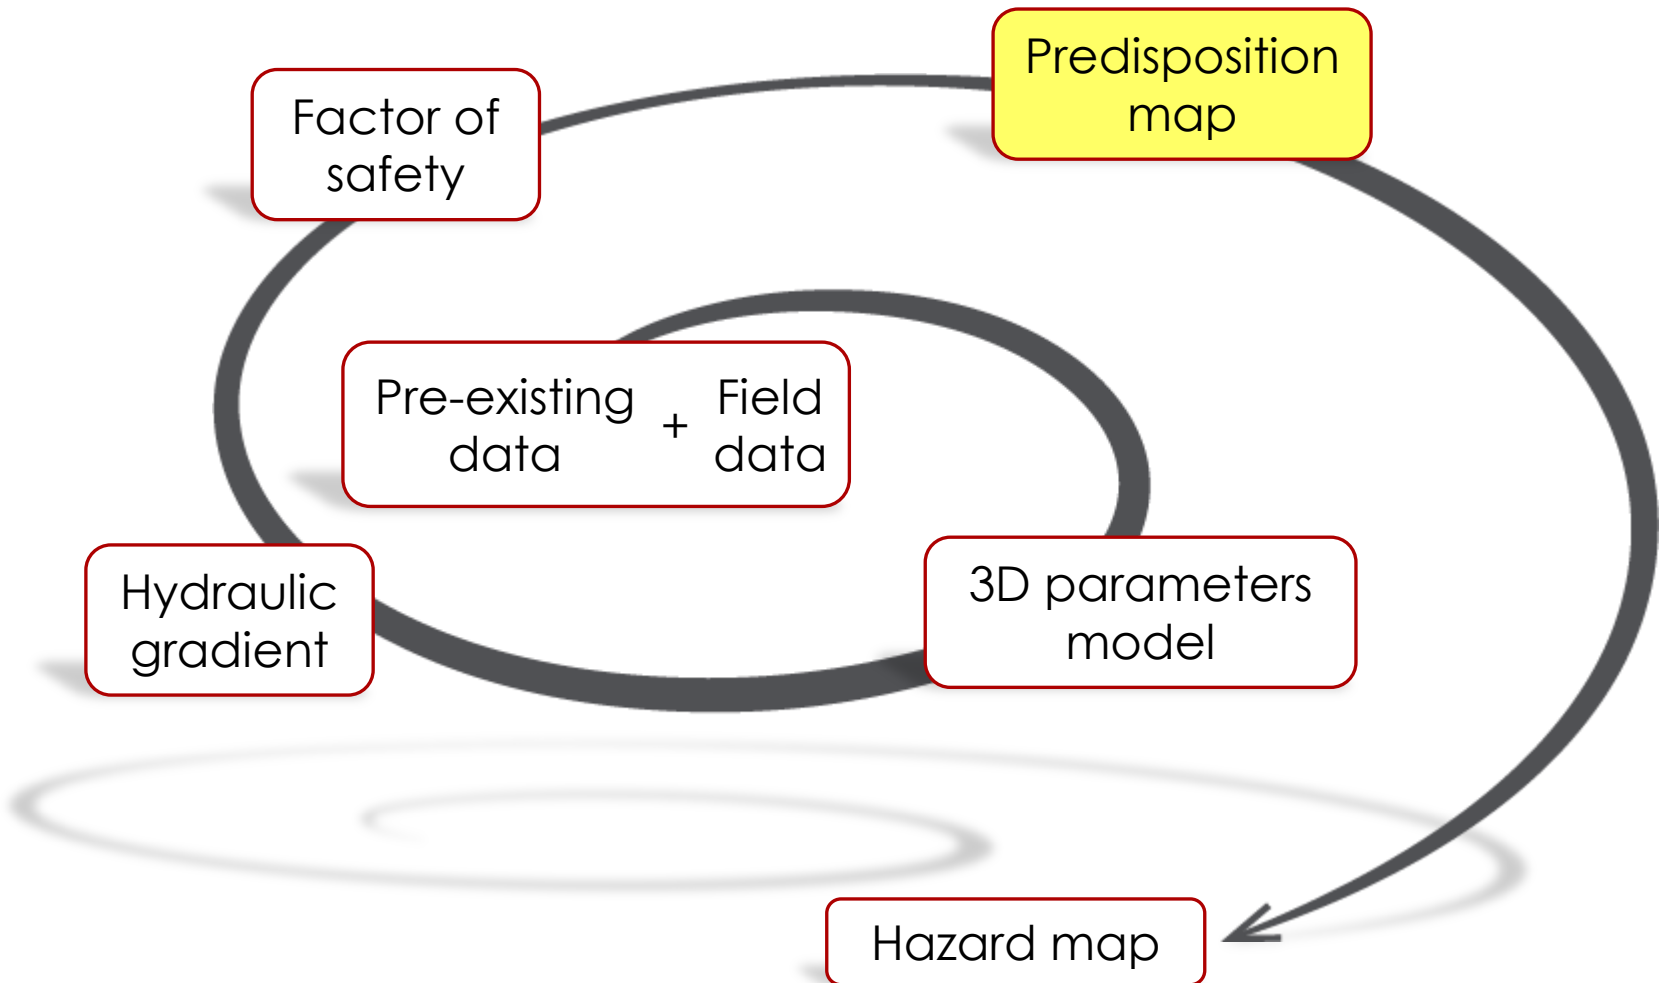 Predisposition
map
Factor of
safety
Pre-existing
data
+
Field
data
Hydraulic
gradient
3D parameters
model
Hazard map